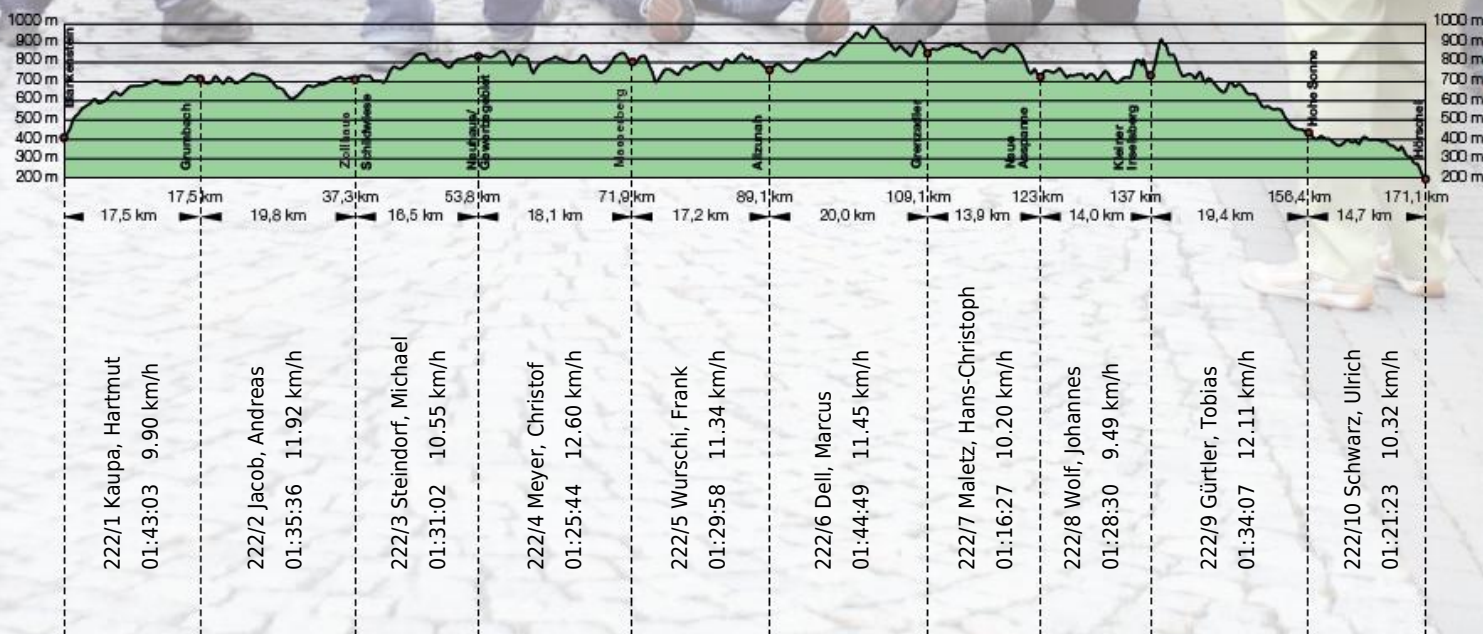 1000 m
900 m
800 m
700 m
600 m
500 m
400 m
300 m
200 m
1000 m
900 m
800 m
700 m
600 m
500 m
400 m
300 m
200 m
Blankenstein
Grumbach
Zollhaus
Schildwiese
Neuhaus/
Masserberg
Allzunah
Grenzadler
Neue
Ausspanne
Kleiner
Inselsberg
Hohe Sonne
Hörschel
17,5 km 37,3 km 53,8 km 71,9 km 89,1 km 109,1 km 123 km 137 km 156,4 km 171,1 km
17,5 km 19,8 km 16,5 km 18,1 km 17,2 km 20,0 km 13,9 km 14,0 km 19,4 km 14,7 km
222/1 Kaupa, Hartmut
01:43:03 9.90 km/h
222/2 Jacob, Andreas
01:35:36 11.92 km/h
222/3 Steindorf, Michael
01:31:02 10.55 km/h
222/4 Meyer, Christof
01:25:44 12.60 km/h
222/5 Wurschi, Frank
01:29:58 11.34 km/h
222/6 Dell, Marcus
01:44:49 11.45 km/h
222/7 Maletz, Hans-Christoph
01:16:27 10.20 km/h
222/8 Wolf, Johannes
01:28:30 9.49 km/h
222/9 Gürtler, Tobias
01:34:07 12.11 km/h
222/10 Schwarz, Ulrich
01:21:23 10.32 km/h